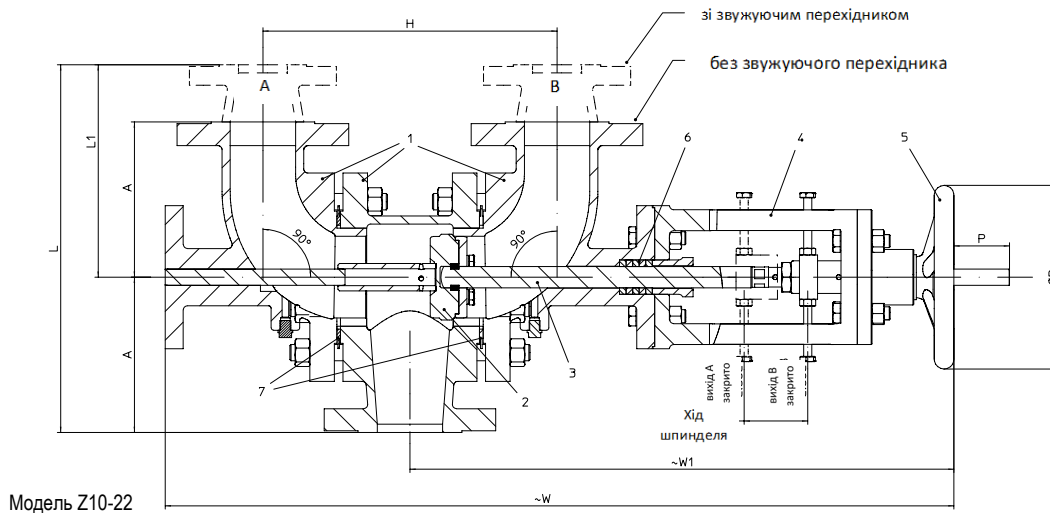 H
зі звужуючим перехідником
без звужуючого перехідника
A
B
L1
A
1
6
4
5
90°
90°
P
L
A
7
2
3
вихід A
закрито
вихід B
закрито
Хід
шпинделя
~W1
~W
Модель Z10-22